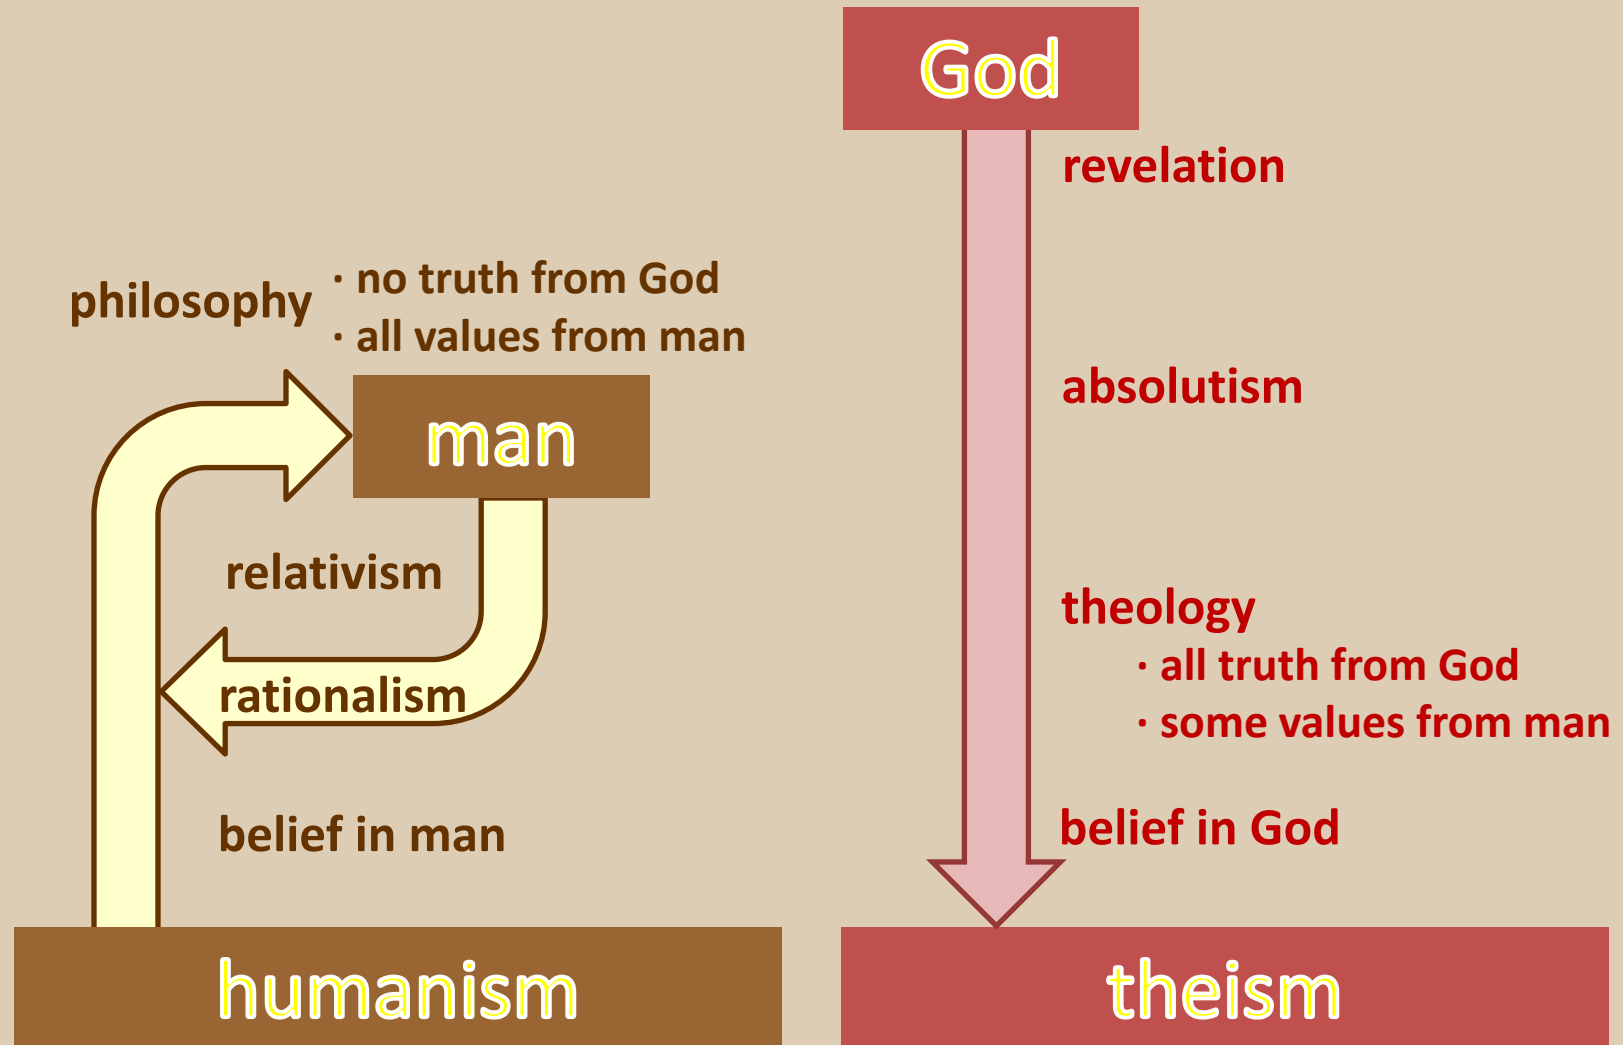 philosophy
· no truth from God
· all values from man
man
relativism
rationalism
belief in man
humanism
God
revelation
absolutism
theology
· all truth from God
· some values from man
belief in God
theism